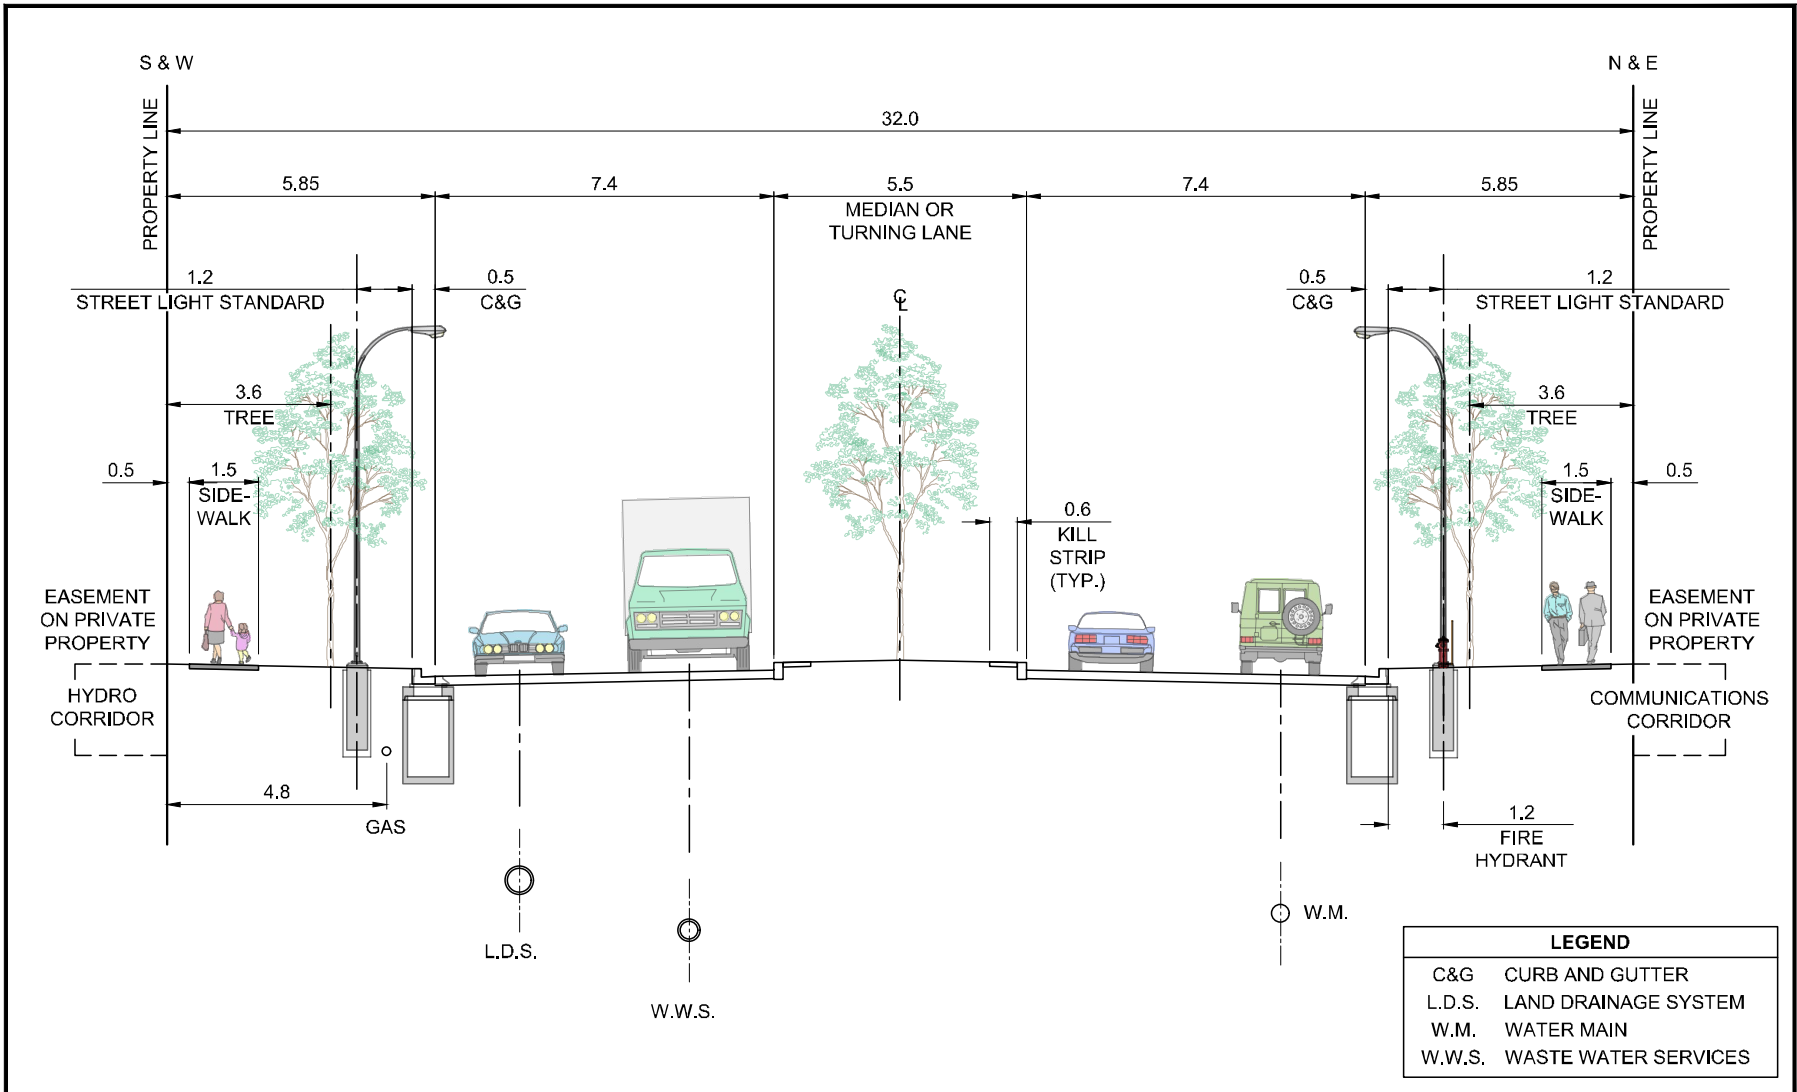 S & W
N & E
PROPERTY LINE
PROPERTY LINE
32.0
5.85
7.4
5.5
7.4
5.85
MEDIAN OR
TURNING LANE
1.2
STREET LIGHT STANDARD
0.5
C&G
℄
0.5
C&G
1.2
STREET LIGHT STANDARD
3.6
TREE
3.6
TREE
0.5
1.5
SIDE-
WALK
0.6
KILL
STRIP
(TYP.)
1.5
SIDE-
WALK
0.5
EASEMENT
ON PRIVATE
PROPERTY
EASEMENT
ON PRIVATE
PROPERTY
HYDRO
CORRIDOR
COMMUNICATIONS
CORRIDOR
4.8
GAS
1.2
FIRE
HYDRANT
L.D.S.
W.W.S.
W.M.
LEGEND
C&G CURB AND GUTTER
L.D.S. LAND DRAINAGE SYSTEM
W.M. WATER MAIN
W.W.S. WASTE WATER SERVICES